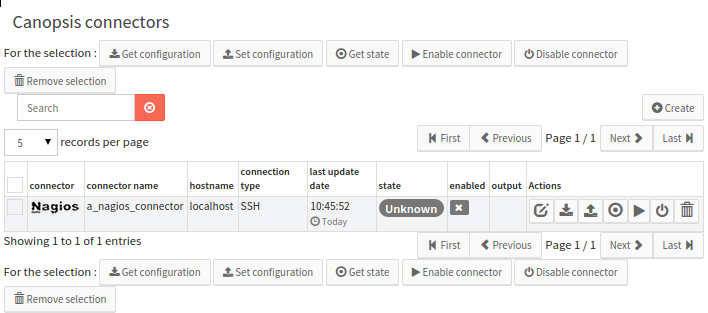 Canopsis connectors
For the selection : Get configuration Set configuration Get state Enable connector Disable connector
Remove selection
Search
Create
5 records per page First Previous Page 1 / 1 Next Last
connector connector name hostname connection type last update date state enabled output Actions
Nagios a_nagios_connector localhost SSH 10:45:52 Unknown
Today
Showing 1 to 1 of 1 entries First Previous Page 1 / 1 Next Last
For the selection : Get configuration Set configuration Get state Enable connector Disable connector
Remove selection